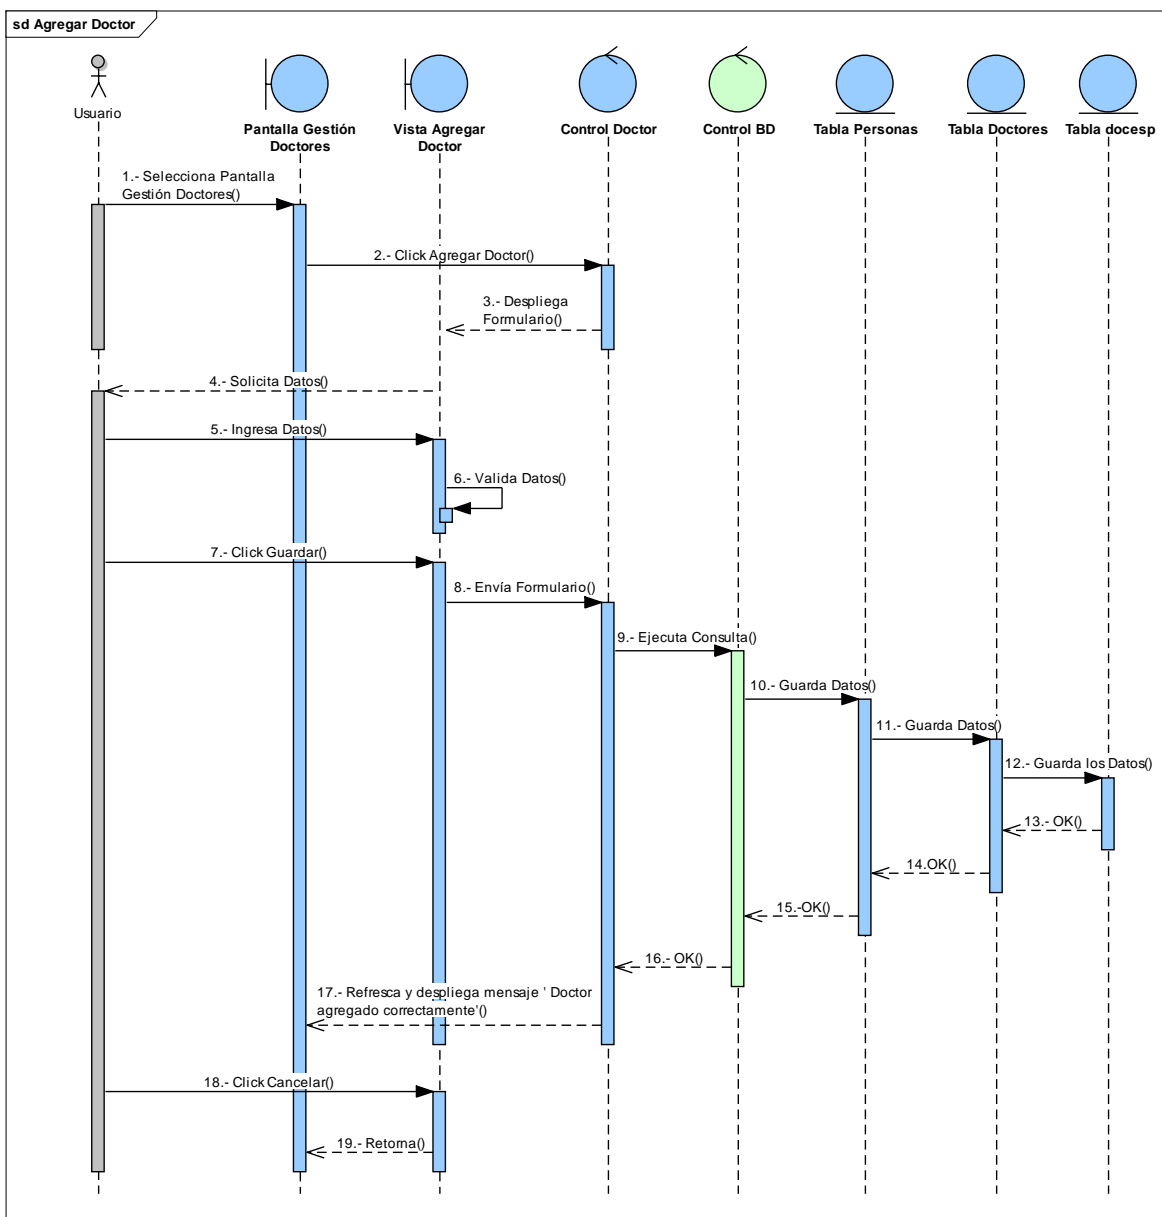 sd Agregar Doctor
Usuario
Pantalla Gestión
Doctores
Vista Agregar
Doctor
Control Doctor
Control BD
Tabla Personas
Tabla Doctores
Tabla docesp
1.- Selecciona Pantalla
Gestión Doctores()
2.- Click Agregar Doctor()
3.- Despliega
Formulario()
4.- Solicita Datos()
5.- Ingresa Datos()
6.- Valida Datos()
7.- Click Guardar()
8.- Envía Formulario()
9.- Ejecuta Consulta()
10.- Guarda Datos()
11.- Guarda Datos()
12.- Guarda los Datos()
13.- OK()
14.OK()
15.-OK()
16.- OK()
17.- Refresca y despliega mensaje ' Doctor
agregado correctamente'()
18.- Click Cancelar()
19.- Retorna()